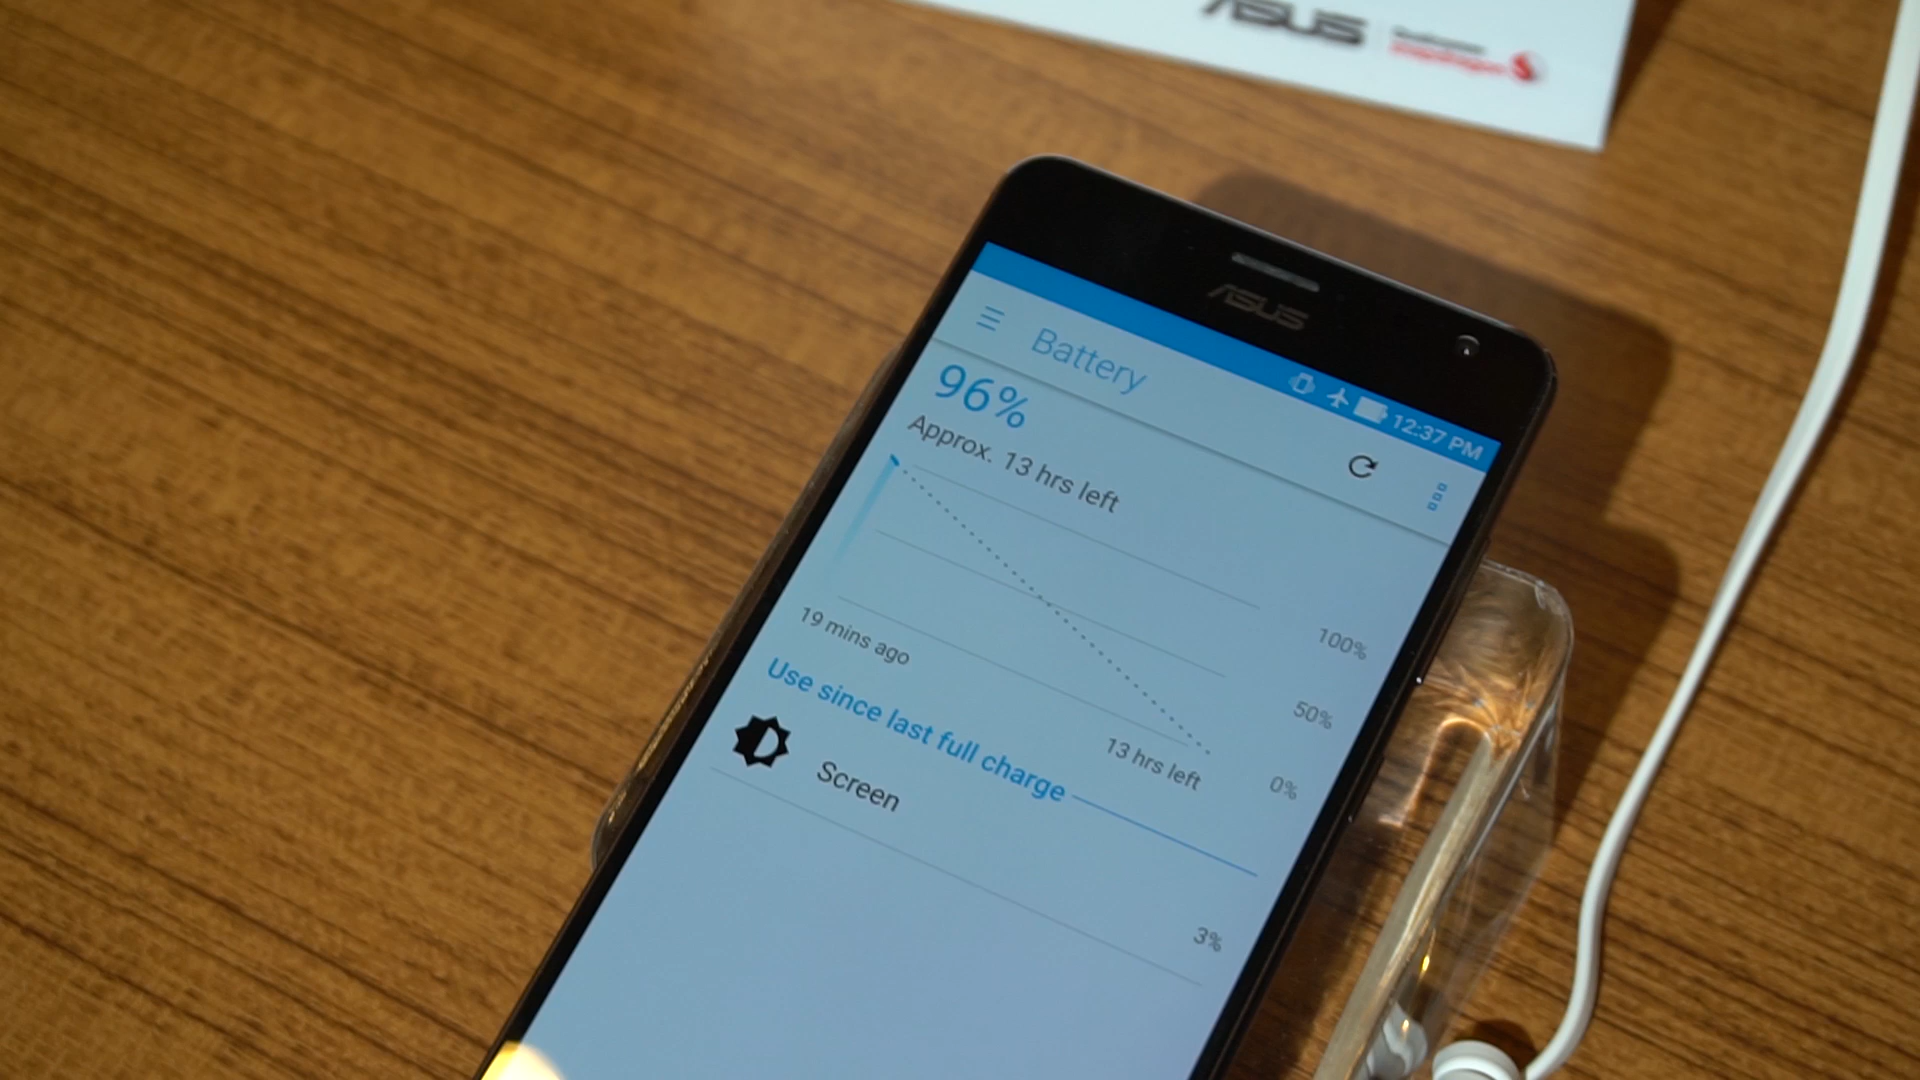 ASUS
snapdragon
ASUS
12:37 PM
Battery
96%
Approx. 13 hrs left
100%
50%
0%
19 mins ago
13 hrs left
Use since last full charge
Screen
3%